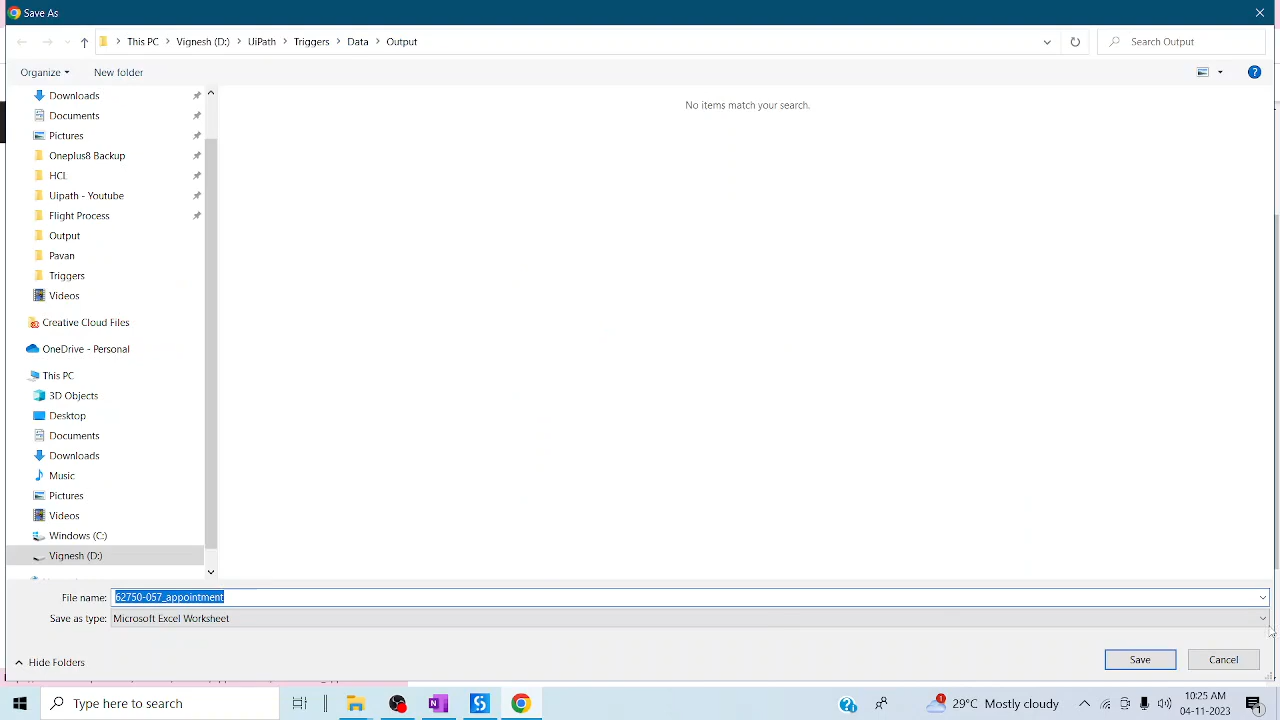 Save As
This PC
Vignesh (D:)
UiPath
Triggers
Data
Output
Search Output
Organize
New folder
?
Downloads
Documents
Pictures
Oneplus8 Backup
HCL
Uipath - Youtube
Flight Process
Output
Pavan
Triggers
Videos
Creative Cloud Files
OneDrive - Personal
This PC
3D Objects
Desktop
Documents
Downloads
Music
Pictures
Videos
Windows (C:)
Vignesh (D:)
No items match your search.
File name: 62750-057_appointment
Save as type: Microsoft Excel Worksheet
Hide Folders
Save
Cancel
Type here to search
29°C Mostly cloudy
10:25 AM
04-11-2023